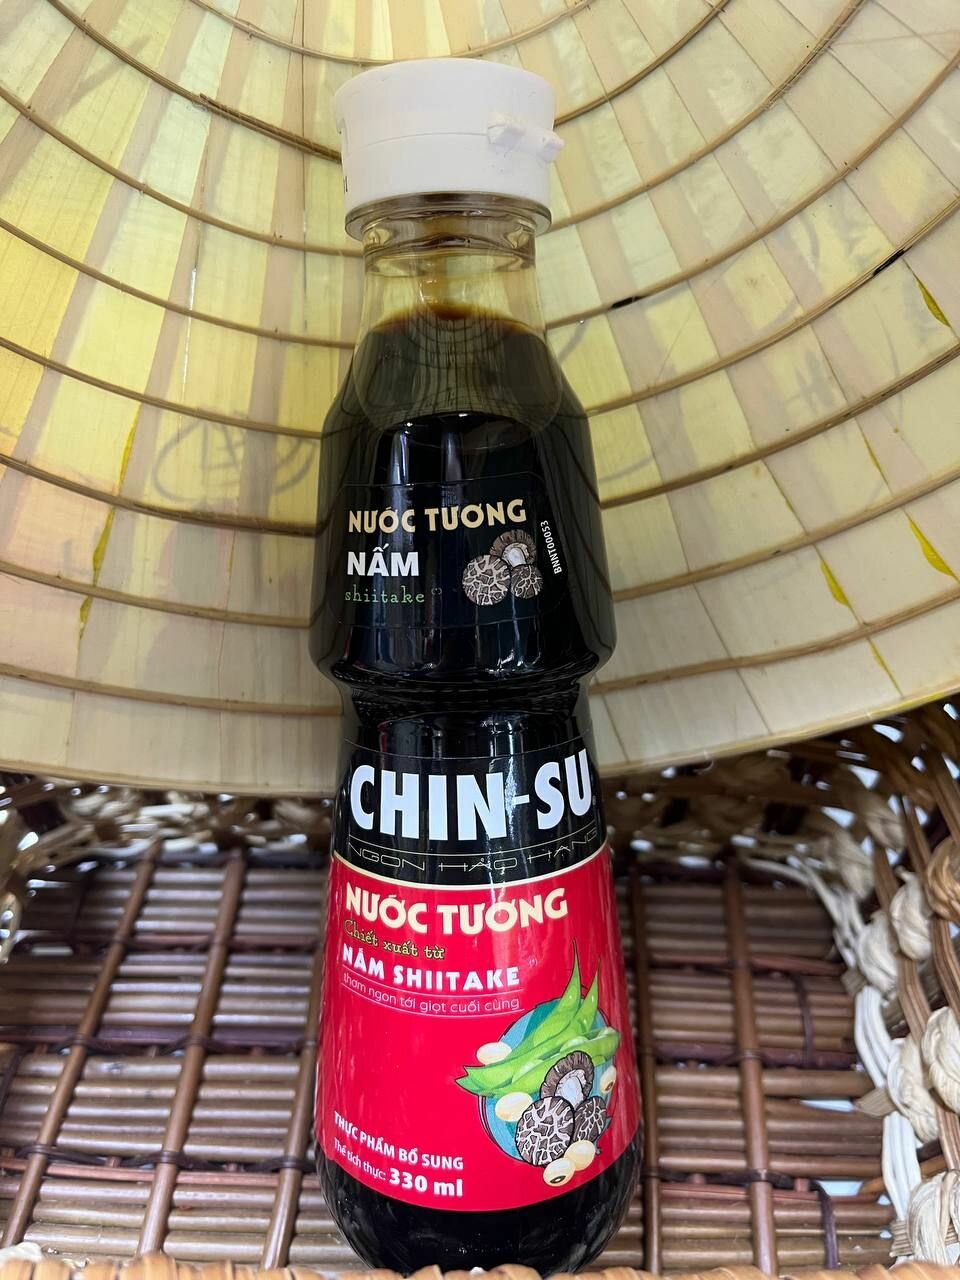 NƯỚC TƯƠNG
NẤM
shiitake
BNNT00053
CHIN-SU
NGON HẢO HẠNG
NƯỚC TƯƠNG
Chiết xuất từ
NẤM SHIITAKE
thơm ngon tới giọt cuối cùng
THỰC PHẨM BỔ SUNG
Thể tích thực: 330 ml